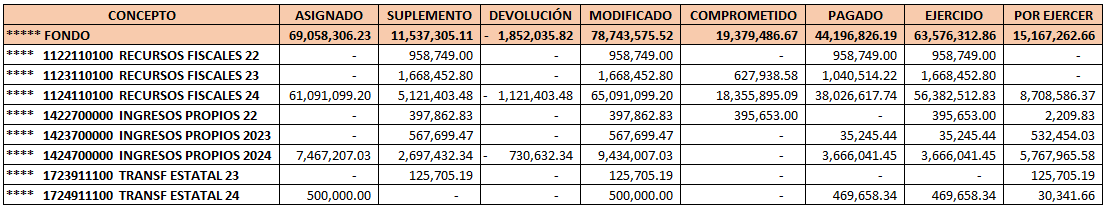 CONCEPTO ASIGNADO SUPLEMENTO DEVOLUCIÓN MODIFICADO COMPROMETIDO PAGADO EJERCIDO POR EJERCER
***** FONDO 69,058,306.23 11,537,305.11 - 1,852,035.82 78,743,575.52 19,379,486.67 44,196,826.19 63,576,312.86 15,167,262.66
**** 1122110100 RECURSOS FISCALES 22 - 958,749.00 - 958,749.00 - 958,749.00 958,749.00 -
**** 1123110100 RECURSOS FISCALES 23 - 1,668,452.80 - 1,668,452.80 627,938.58 1,040,514.22 1,668,452.80 -
**** 1124110100 RECURSOS FISCALES 24 61,091,099.20 5,121,403.48 - 1,121,403.48 65,091,099.20 18,355,895.09 38,026,617.74 56,382,512.83 8,708,586.37
**** 1422700000 INGRESOS PROPIOS 22 - 397,862.83 - 397,862.83 395,653.00 - 395,653.00 2,209.83
**** 1423700000 INGRESOS PROPIOS 2023 - 567,699.47 - 567,699.47 - 35,245.44 35,245.44 532,454.03
**** 1424700000 INGRESOS PROPIOS 2024 7,467,207.03 2,697,432.34 - 730,632.34 9,434,007.03 - 3,666,041.45 3,666,041.45 5,767,965.58
**** 1723911100 TRANSF ESTATAL 23 - 125,705.19 - 125,705.19 - - - 125,705.19
**** 1724911100 TRANSF ESTATAL 24 500,000.00 - - 500,000.00 - 469,658.34 469,658.34 30,341.66